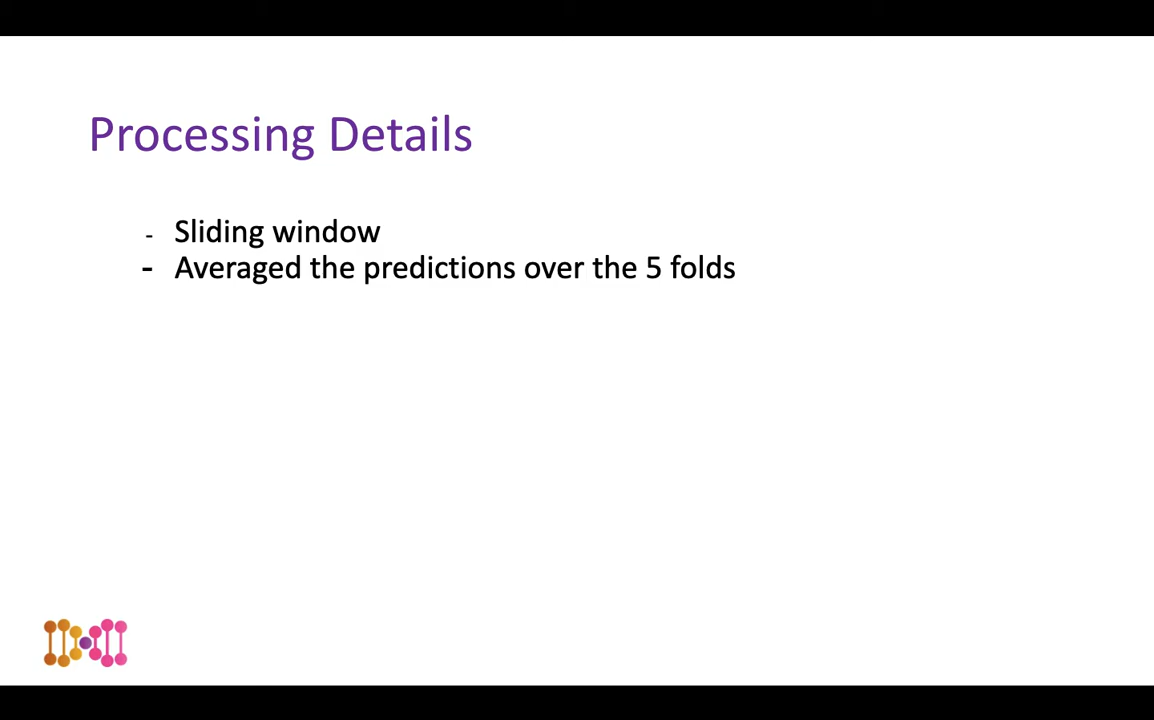 Processing Details
- Sliding window
- Averaged the predictions over the 5 folds